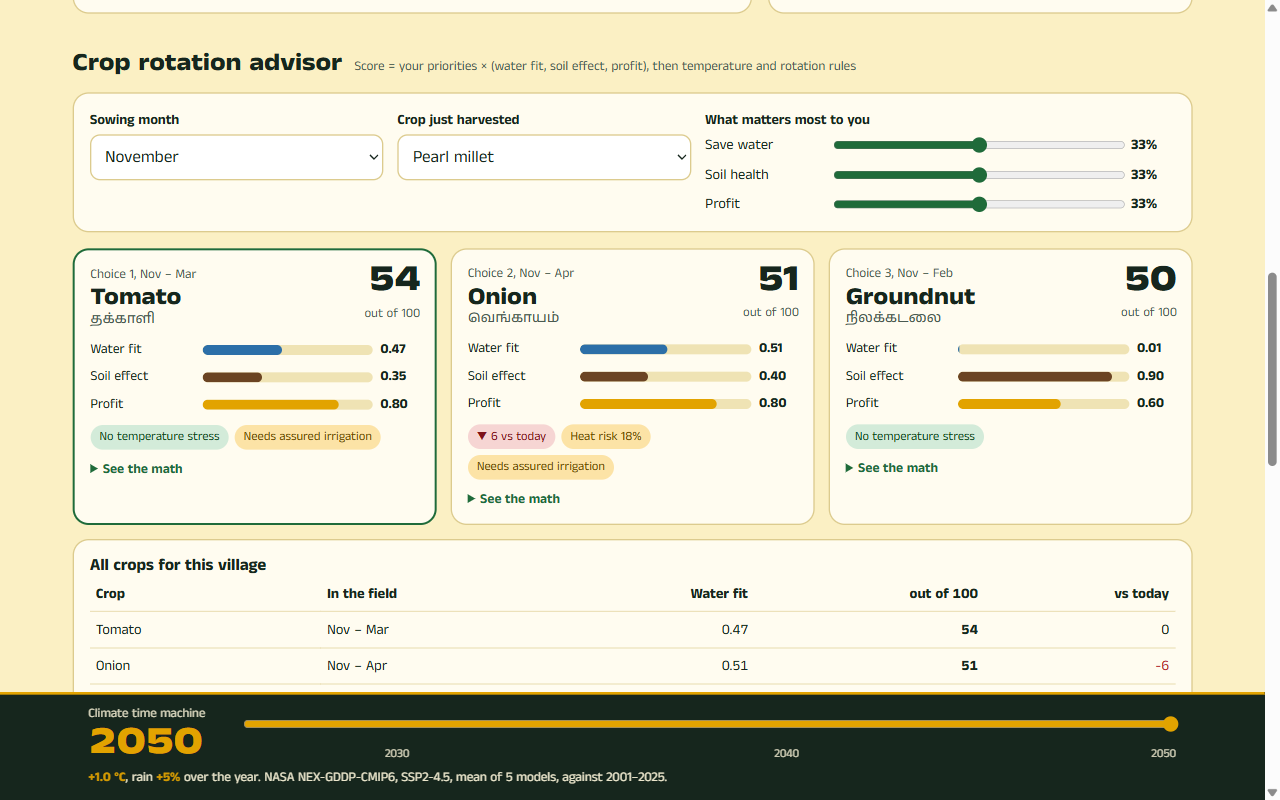 Crop rotation advisor Score = your priorities × (water fit, soil effect, profit), then temperature and rotation rules
Sowing month
November
Crop just harvested
Pearl millet
What matters most to you
Save water 33%
Soil health 33%
Profit 33%
Choice 1, Nov – Mar
54
Tomato
தக்காளி
out of 100
Water fit 0.47
Soil effect 0.35
Profit 0.80
No temperature stress Needs assured irrigation
▶ See the math
Choice 2, Nov – Apr
51
Onion
வெங்காயம்
out of 100
Water fit 0.51
Soil effect 0.40
Profit 0.80
▼ 6 vs today Heat risk 18%
Needs assured irrigation
▶ See the math
Choice 3, Nov – Feb
50
Groundnut
நிலக்கடலை
out of 100
Water fit 0.01
Soil effect 0.90
Profit 0.60
No temperature stress
▶ See the math
All crops for this village
Crop In the field Water fit out of 100 vs today
Tomato Nov – Mar 0.47 54 0
Onion Nov – Apr 0.51 51 -6
Climate time machine
2050
2030 2040 2050
+1.0 °C, rain +5% over the year. NASA NEX-GDDP-CMIP6, SSP2-4.5, mean of 5 models, against 2001–2025.